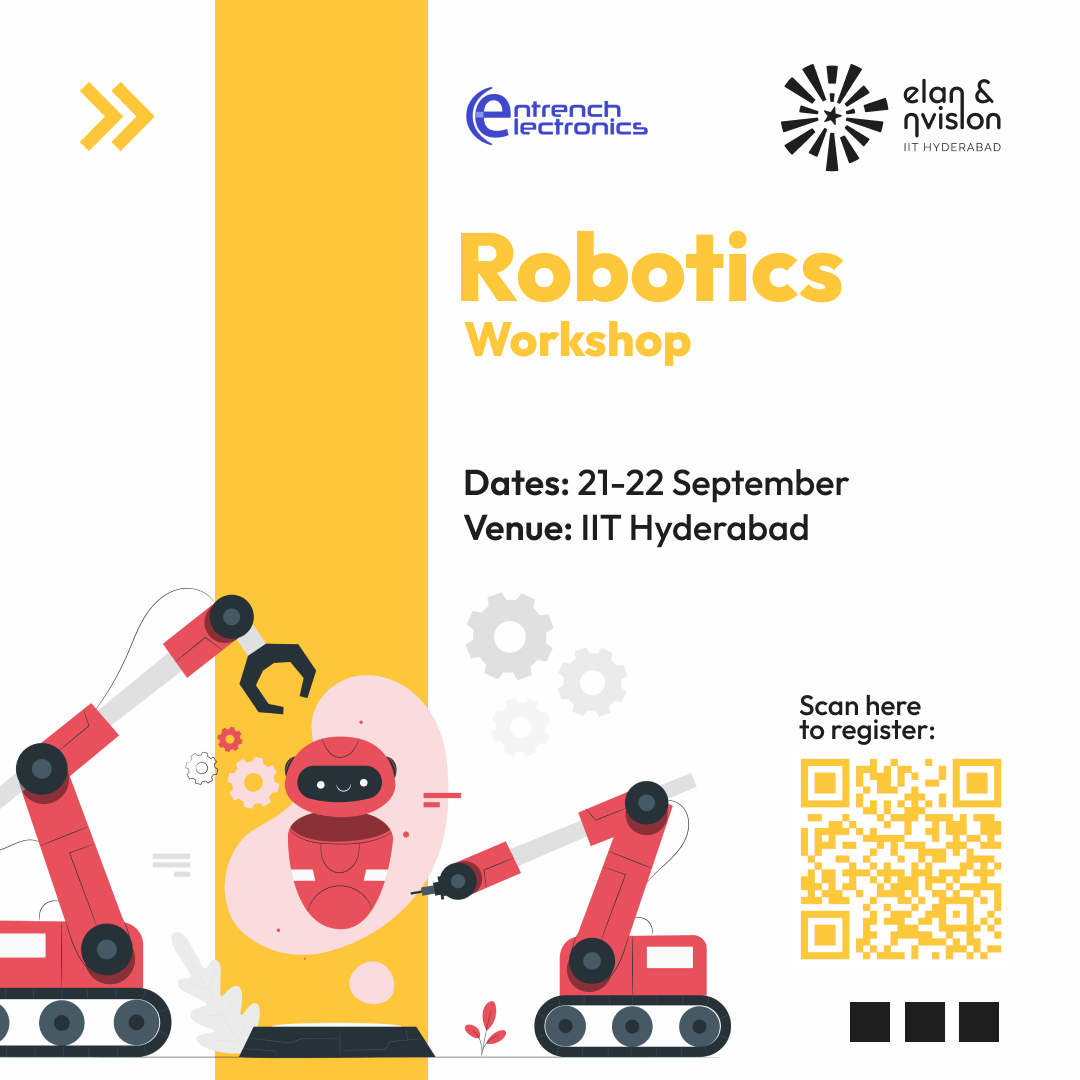 entrench
electronics
elan &
ηvision
IIT HYDERABAD
Robotics
Workshop
Dates: 21-22 September
Venue: IIT Hyderabad
Scan here
to register: